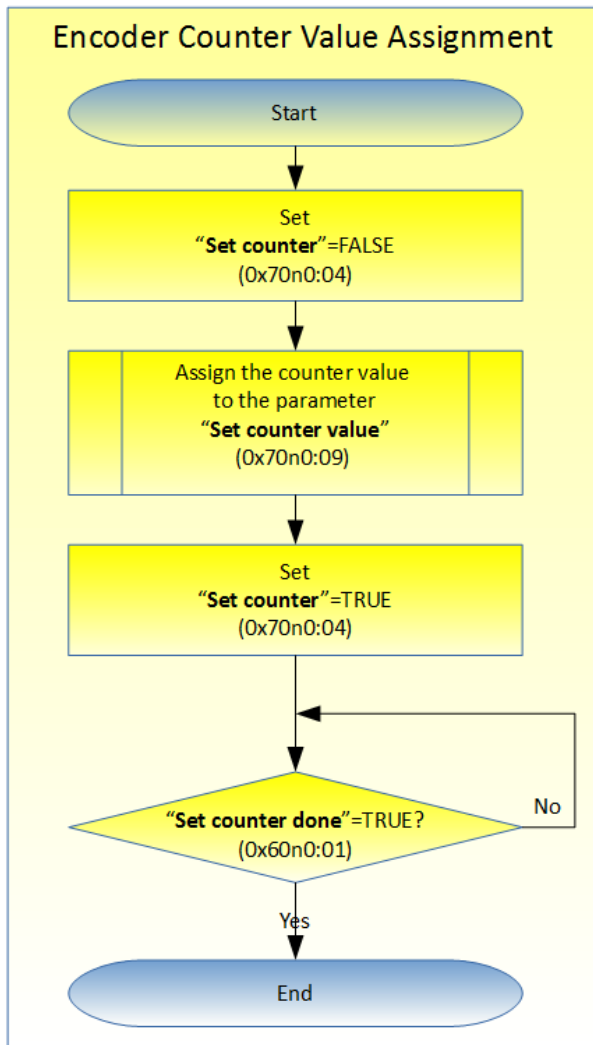 Encoder Counter Value Assignment
Start
Set
“Set counter”=FALSE
(0x70n0:04)
Assign the counter value
to the parameter
“Set counter value”
(0x70n0:09)
Set
“Set counter”=TRUE
(0x70n0:04)
“Set counter done”=TRUE?
(0x60n0:01)
No
Yes
End